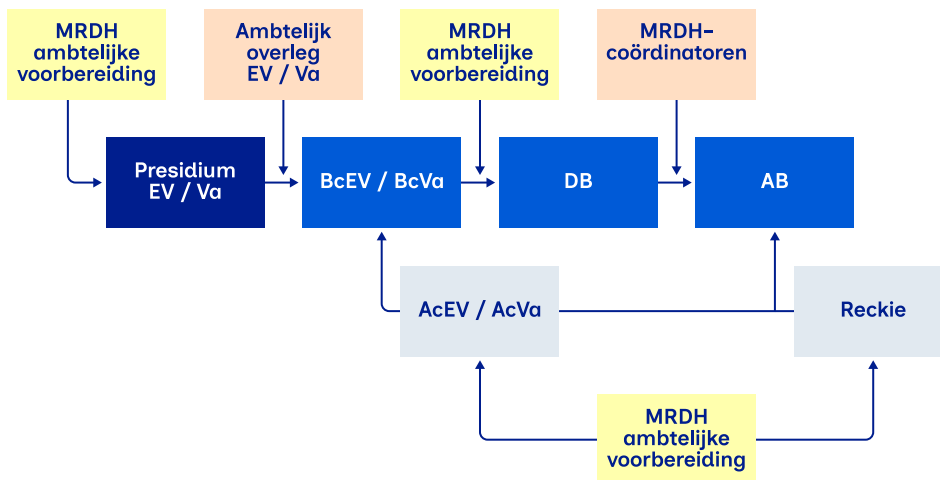 MRDH
ambtelijke
voorbereiding
Ambtelijk
overleg
EV / Va
MRDH
ambtelijke
voorbereiding
MRDH–
coördinatoren
Presidium
EV / Va
BcEV / BcVa
DB
AB
AcEV / AcVa
Reckie
MRDH
ambtelijke
voorbereiding